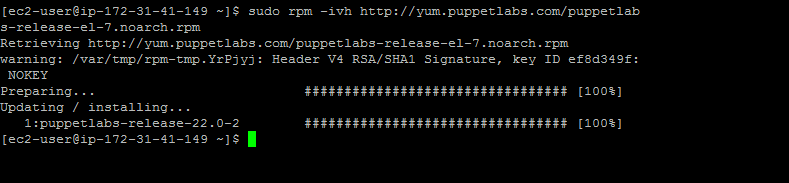 [ec2-user@ip-172-31-41-149 ~]$ sudo rpm -ivh http://yum.puppetlabs.com/puppetlab
s-release-el-7.noarch.rpm
Retrieving http://yum.puppetlabs.com/puppetlabs-release-el-7.noarch.rpm
warning: /var/tmp/rpm-tmp.YrPjyj: Header V4 RSA/SHA1 Signature, key ID ef8d349f:
 NOKEY
Preparing...                          ################################# [100%]
Updating / installing...
   1:puppetlabs-release-22.0-2        ################################# [100%]
[ec2-user@ip-172-31-41-149 ~]$